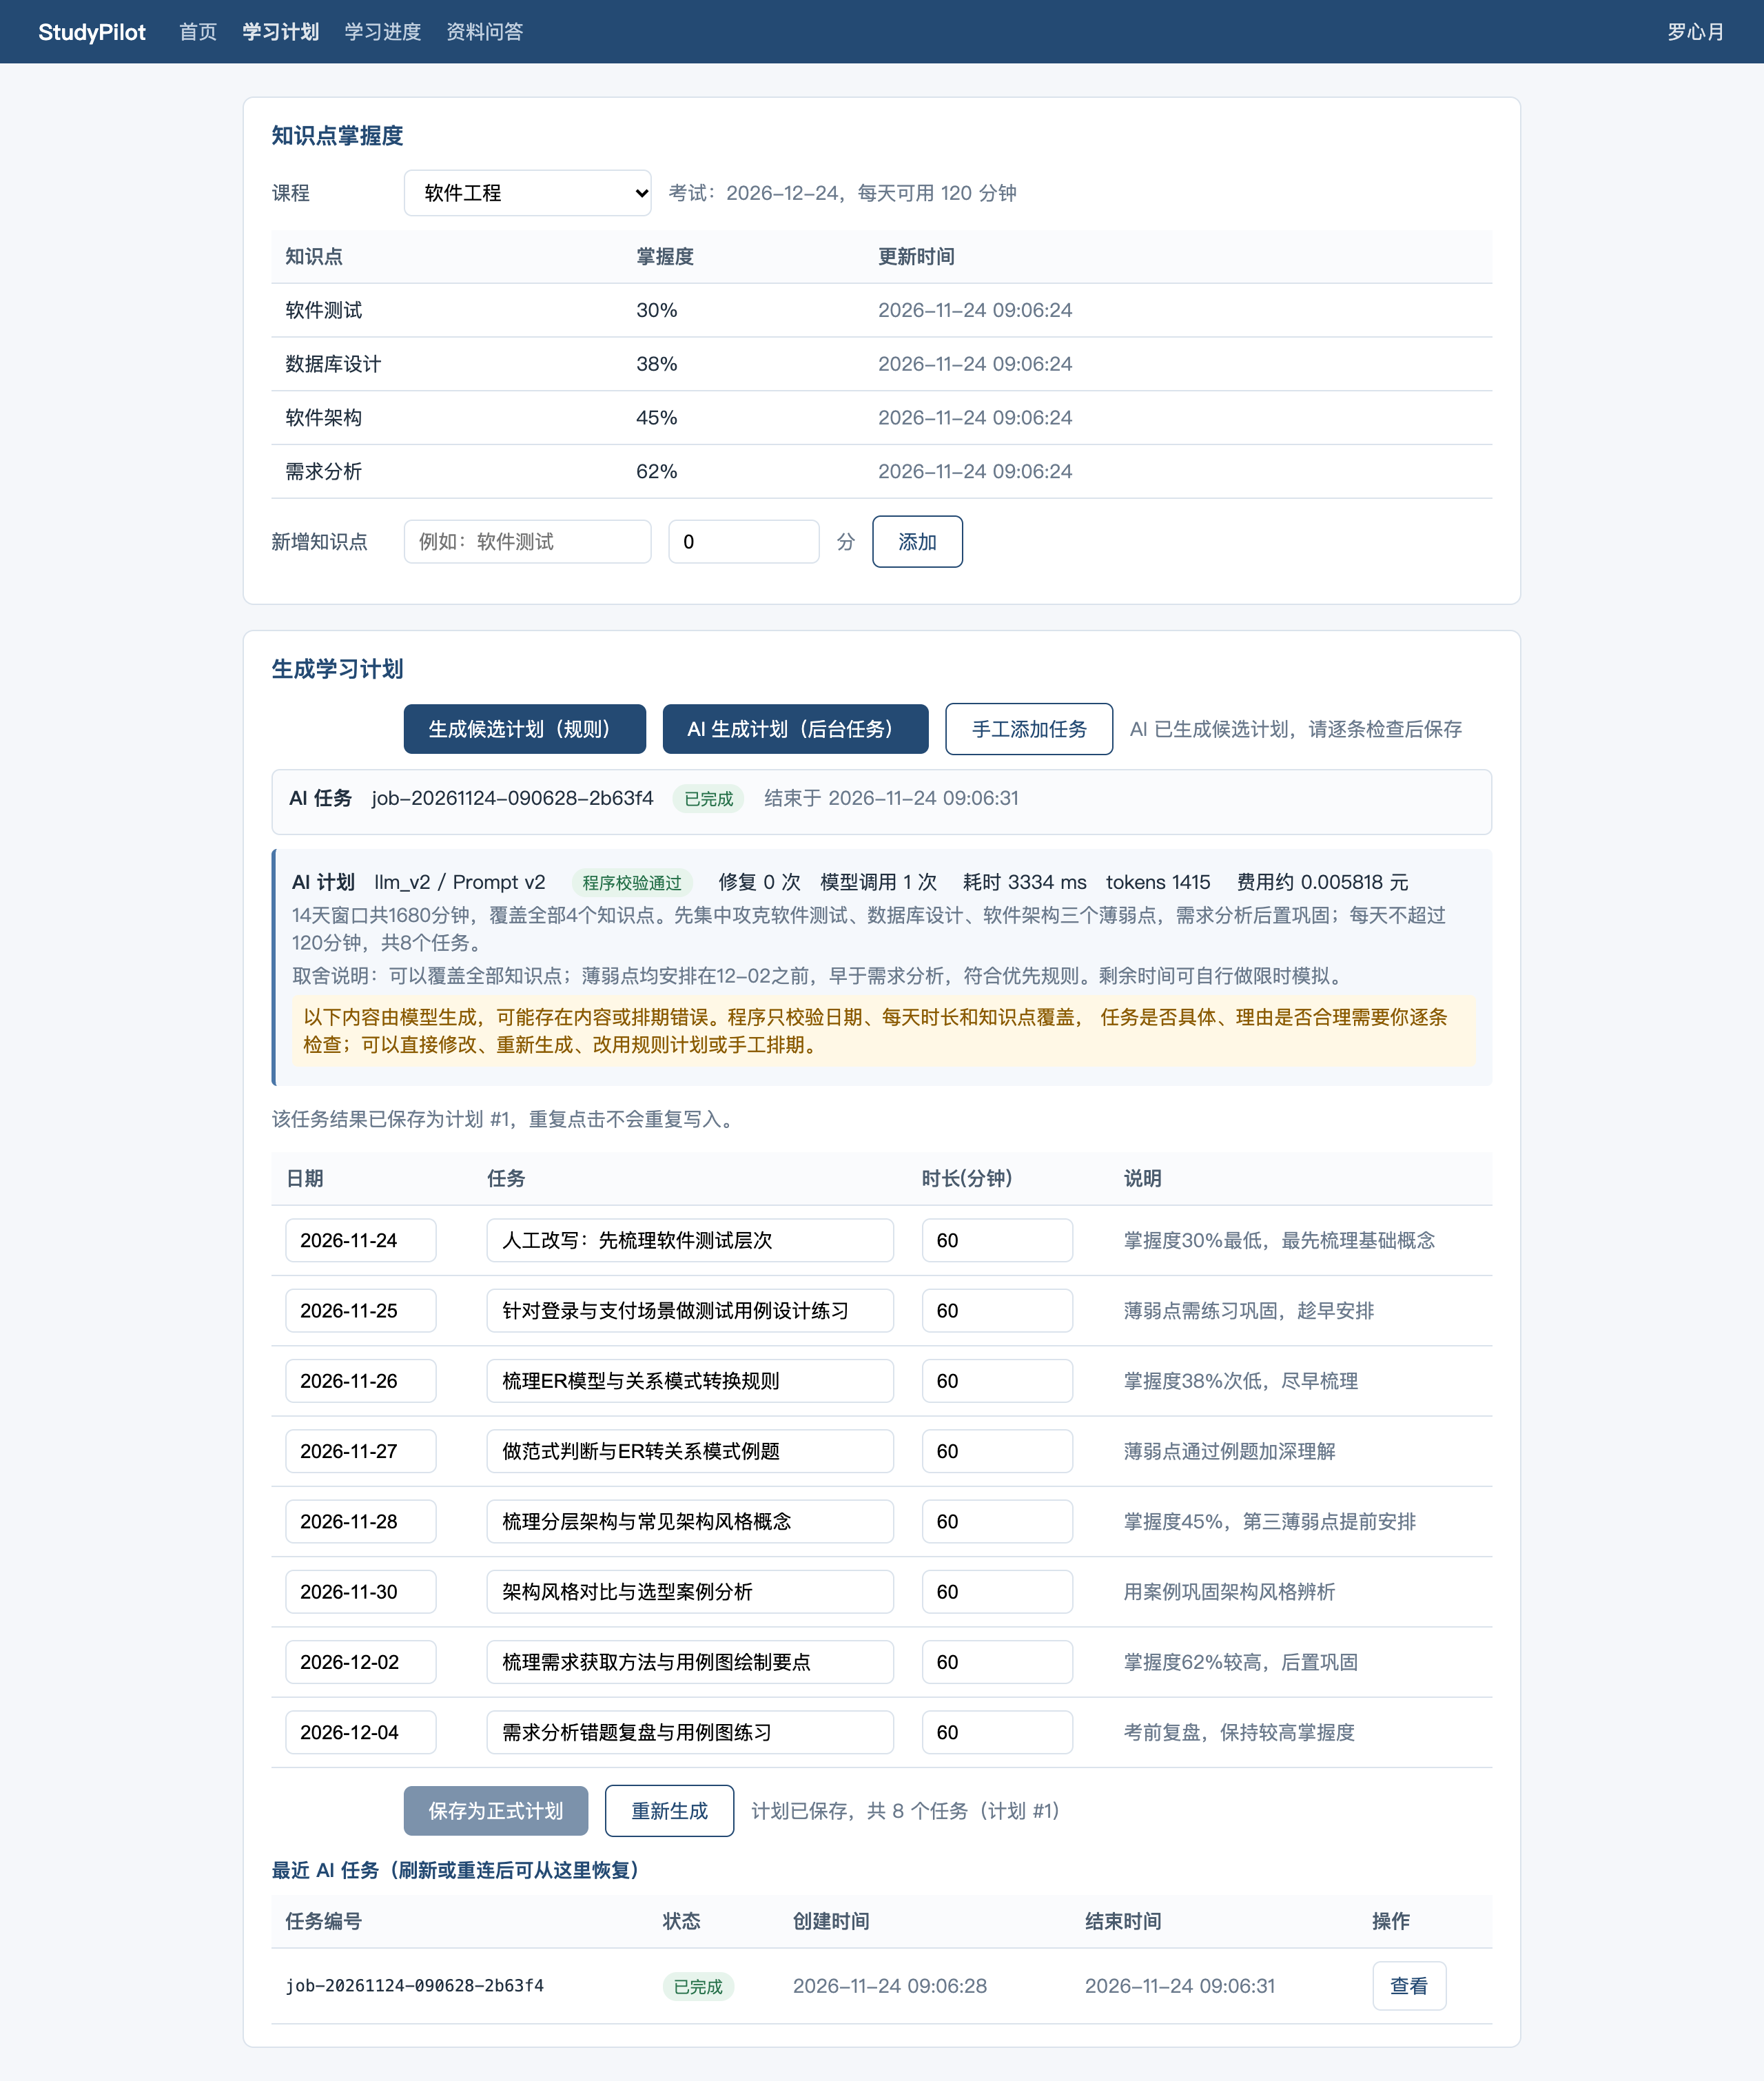 StudyPilot 首页 学习计划 学习进度 资料问答 罗心月
知识点掌握度
课程 软件工程 考试：2026-12-24，每天可用 120 分钟
知识点 掌握度 更新时间
软件测试 30% 2026-11-24 09:06:24
数据库设计 38% 2026-11-24 09:06:24
软件架构 45% 2026-11-24 09:06:24
需求分析 62% 2026-11-24 09:06:24
新增知识点 例如：软件测试 0 分 添加
生成学习计划
生成候选计划（规则） AI 生成计划（后台任务） 手工添加任务 AI 已生成候选计划，请逐条检查后保存
AI 任务 job-20261124-090628-2b63f4 已完成 结束于 2026-11-24 09:06:31
AI 计划 llm_v2 / Prompt v2 程序校验通过 修复 0 次 模型调用 1 次 耗时 3334 ms tokens 1415 费用约 0.005818 元
14天窗口共1680分钟，覆盖全部4个知识点。先集中攻克软件测试、数据库设计、软件架构三个薄弱点，需求分析后置巩固；每天不超过
120分钟，共8个任务。
取舍说明：可以覆盖全部知识点；薄弱点均安排在12-02之前，早于需求分析，符合优先规则。剩余时间可自行做限时模拟。
以下内容由模型生成，可能存在内容或排期错误。程序只校验日期、每天时长和知识点覆盖， 任务是否具体、理由是否合理需要你逐条
检查；可以直接修改、重新生成、改用规则计划或手工排期。
该任务结果已保存为计划 #1，重复点击不会重复写入。
日期 任务 时长(分钟) 说明
2026-11-24 人工改写：先梳理软件测试层次 60 掌握度30%最低，最先梳理基础概念
2026-11-25 针对登录与支付场景做测试用例设计练习 60 薄弱点需练习巩固，趁早安排
2026-11-26 梳理ER模型与关系模式转换规则 60 掌握度38%次低，尽早梳理
2026-11-27 做范式判断与ER转关系模式例题 60 薄弱点通过例题加深理解
2026-11-28 梳理分层架构与常见架构风格概念 60 掌握度45%，第三薄弱点提前安排
2026-11-30 架构风格对比与选型案例分析 60 用案例巩固架构风格辨析
2026-12-02 梳理需求获取方法与用例图绘制要点 60 掌握度62%较高，后置巩固
2026-12-04 需求分析错题复盘与用例图练习 60 考前复盘，保持较高掌握度
保存为正式计划 重新生成 计划已保存，共 8 个任务（计划 #1）
最近 AI 任务（刷新或重连后可从这里恢复）
任务编号 状态 创建时间 结束时间 操作
job-20261124-090628-2b63f4 已完成 2026-11-24 09:06:28 2026-11-24 09:06:31 查看